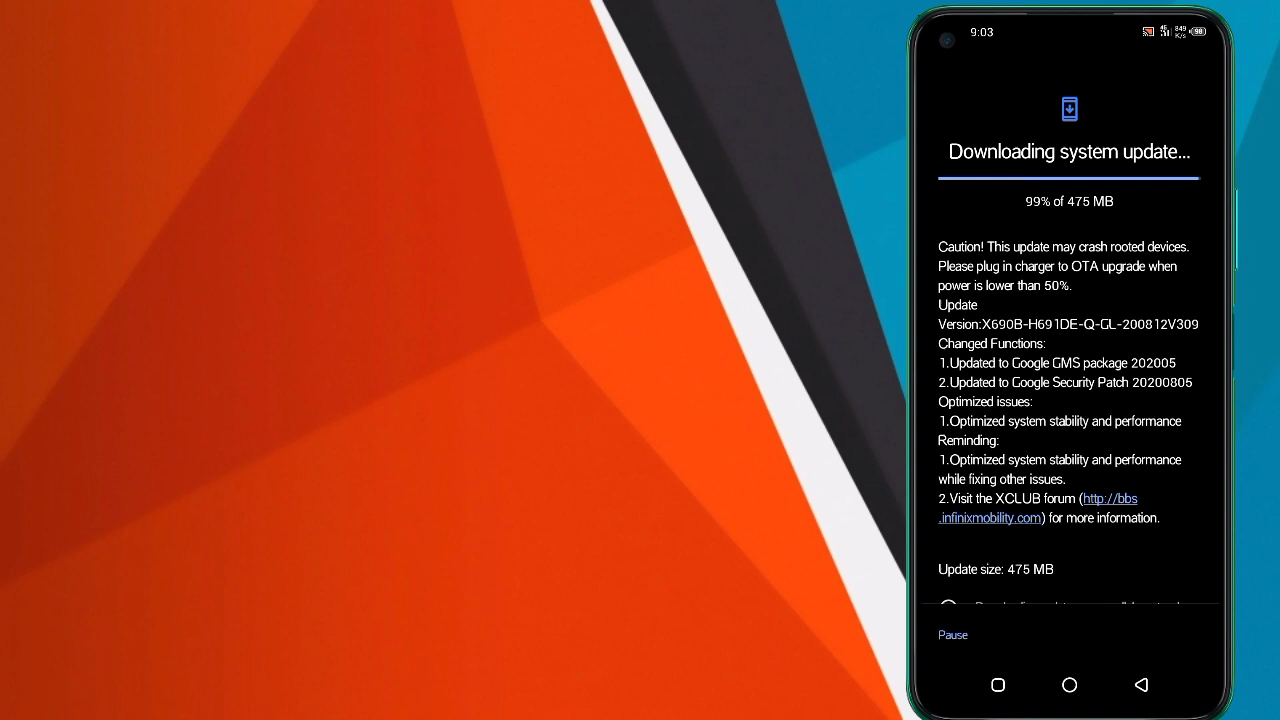 9:03
4G
849
K/s
98
Downloading system update...
99% of 475 MB
Caution! This update may crash rooted devices.
Please plug in charger to OTA upgrade when
power is lower than 50%.
Update
Version:X690B-H691DE-Q-GL-200812V309
Changed Functions:
1.Updated to Google GMS package 202005
2.Updated to Google Security Patch 20200805
Optimized issues:
1.Optimized system stability and performance
Reminding:
1.Optimized system stability and performance
while fixing other issues.
2.Visit the XCLUB forum (http://bbs
.infinixmobility.com) for more information.
Update size: 475 MB
Pause